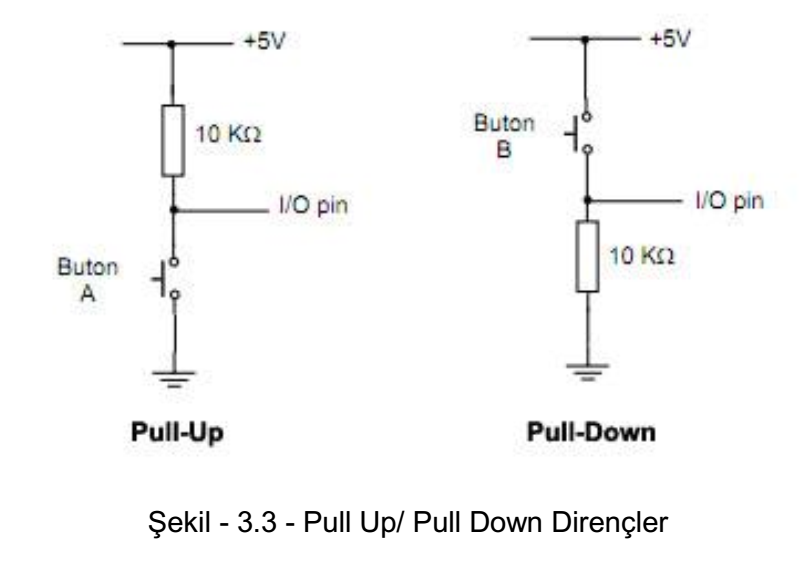 +5V
10 KΩ
I/O pin
Buton
A
Pull-Up
+5V
Buton
B
I/O pin
10 KΩ
Pull-Down
Şekil - 3.3 - Pull Up/ Pull Down Dirençler